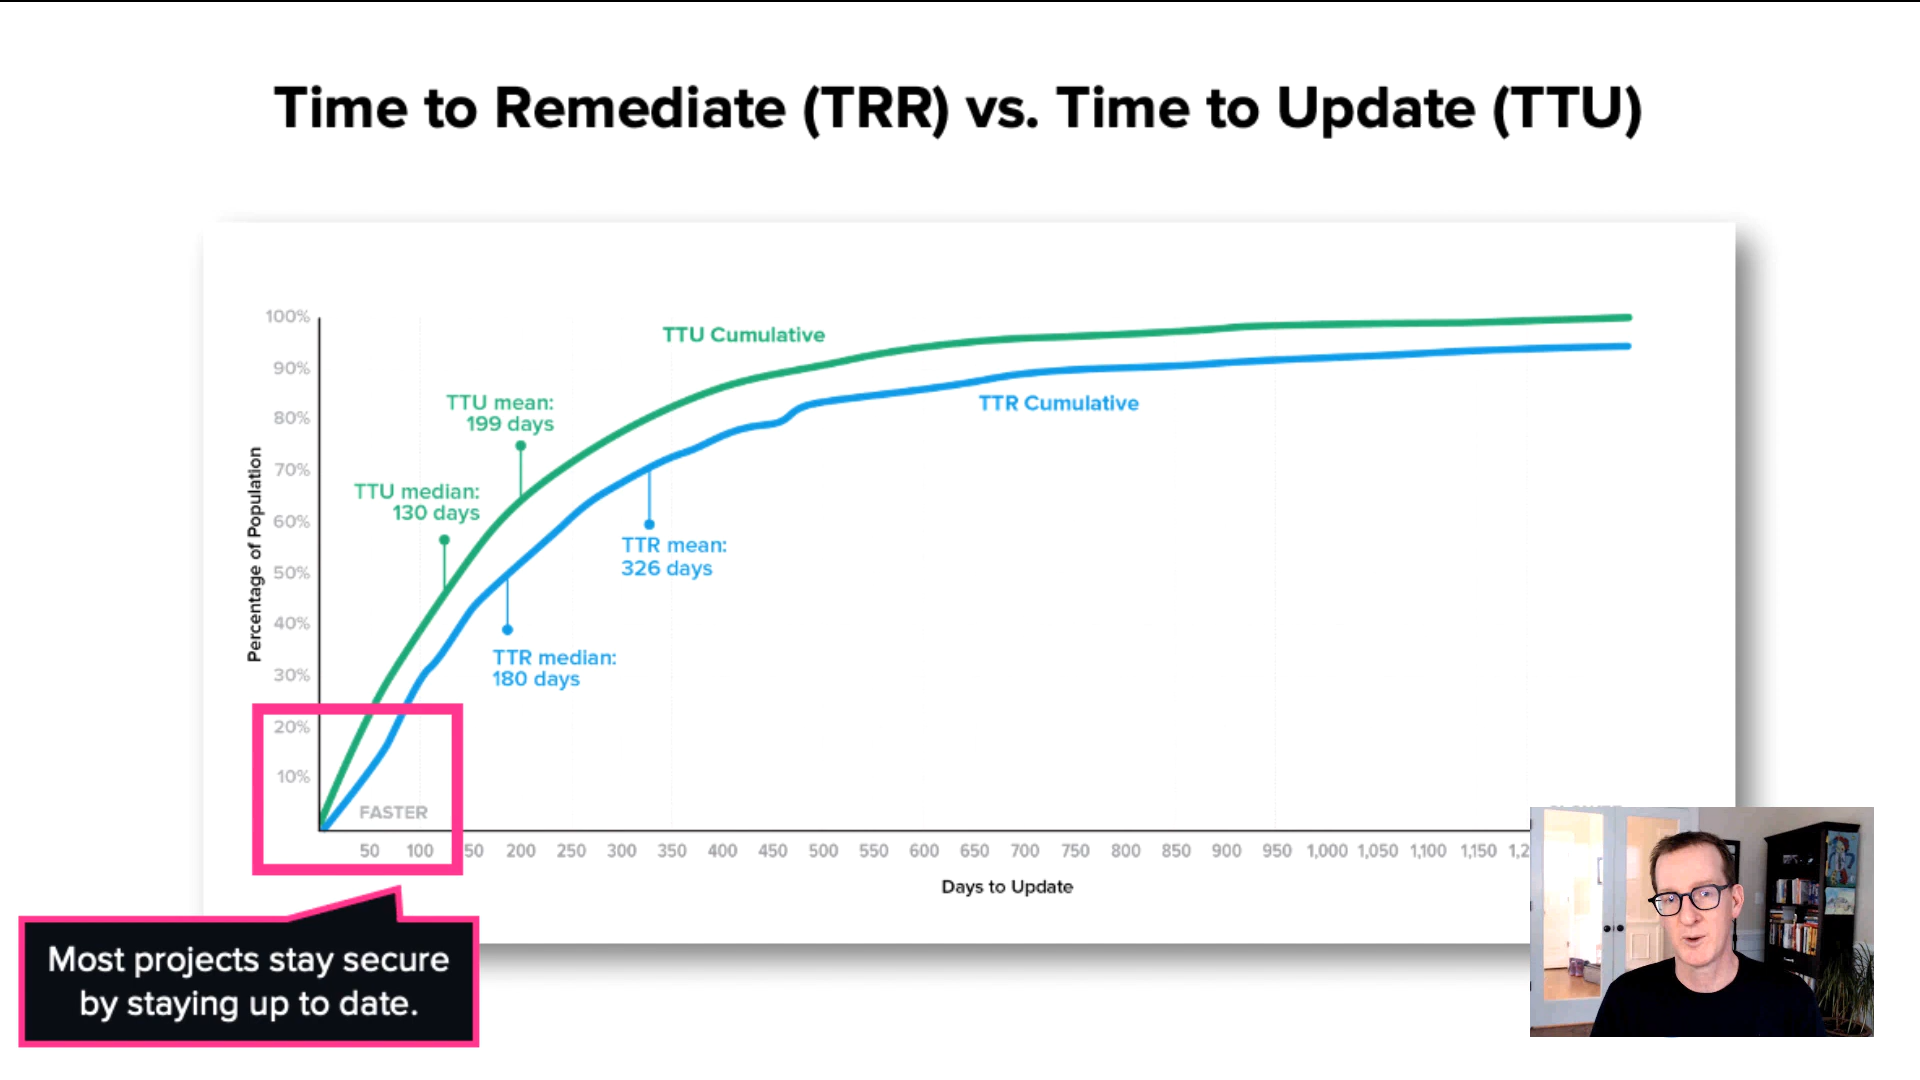 Time to Remediate (TRR) vs. Time to Update (TTU)
100%
90%
80%
70%
60%
50%
40%
30%
20%
10%
Percentage of Population
TTU Cumulative
TTU mean:
199 days
TTU median:
130 days
TTR Cumulative
TTR mean:
326 days
TTR median:
180 days
FASTER
50 100 50 200 250 300 350 400 450 500 550 600 650 700 750 800 850 900 950 1,000 1,050 1,100 1,150 1,2
Days to Update
Most projects stay secure
by staying up to date.